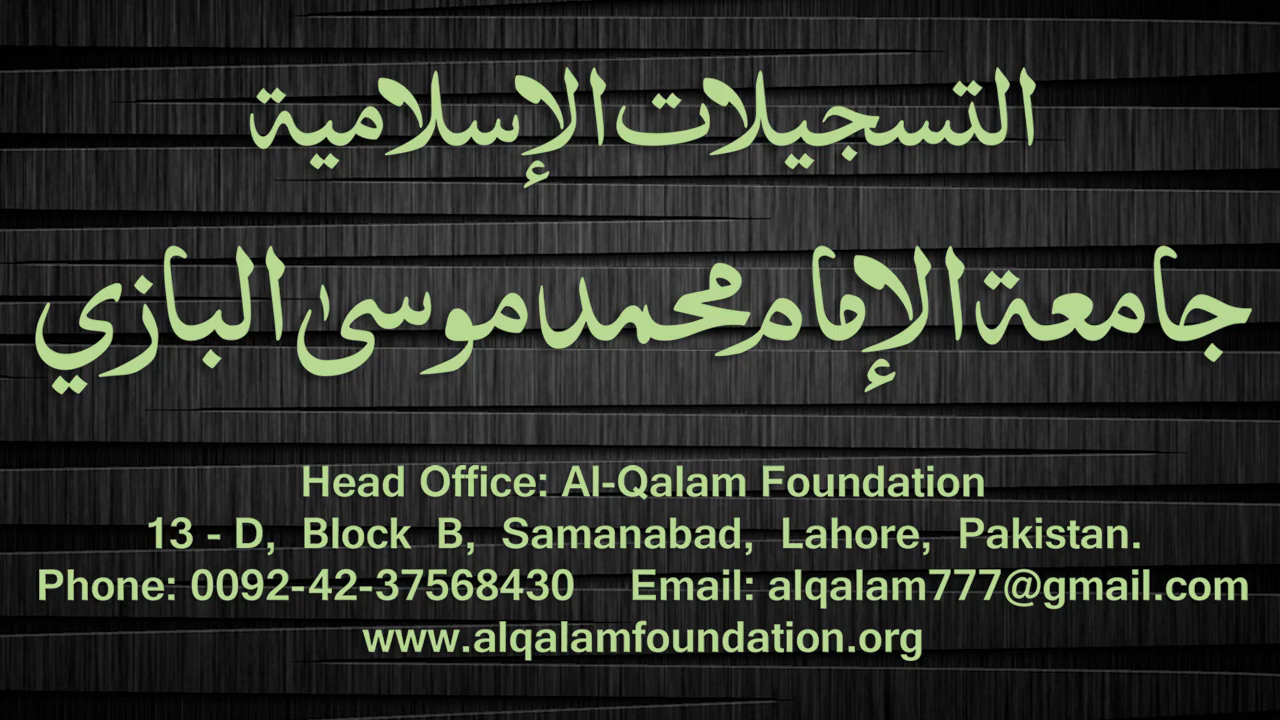 التسجيلات الإسلامية
جامعة الإمام محمد موسىٰ البازي
Head Office: Al-Qalam Foundation
13 - D, Block B, Samanabad, Lahore, Pakistan.
Phone: 0092-42-37568430 Email: alqalam777@gmail.com
www.alqalamfoundation.org